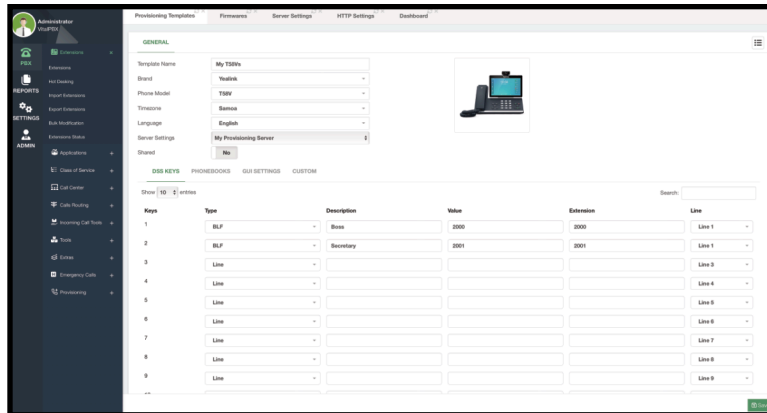 Administrator
VitalPBX
Provisioning Templates
Firmwares
Server Settings
HTTP Settings
Dashboard
PBX
REPORTS
SETTINGS
ADMIN
Extensions
Extensions
Hot Desking
Import Extensions
Export Extensions
Bulk Modification
Extensions Status
Applications +
Class of Service +
Call Center +
Calls Routing +
Incoming Call Tools +
Tools +
Extras +
Emergency Calls +
Provisioning +
GENERAL
Template Name My T58Vs
Brand Yealink
Phone Model T58V
Timezone Samoa
Language English
Server Settings My Provisioning Server
Shared No
DSS KEYS PHONEBOOKS GUI SETTINGS CUSTOM
Show 10 entries Search:
Keys Type Description Value Extension Line
1 BLF Boss 2000 2000 Line 1
2 BLF Secretary 2001 2001 Line 1
3 Line Line 3
4 Line Line 4
5 Line Line 5
6 Line Line 6
7 Line Line 7
8 Line Line 8
9 Line Line 9